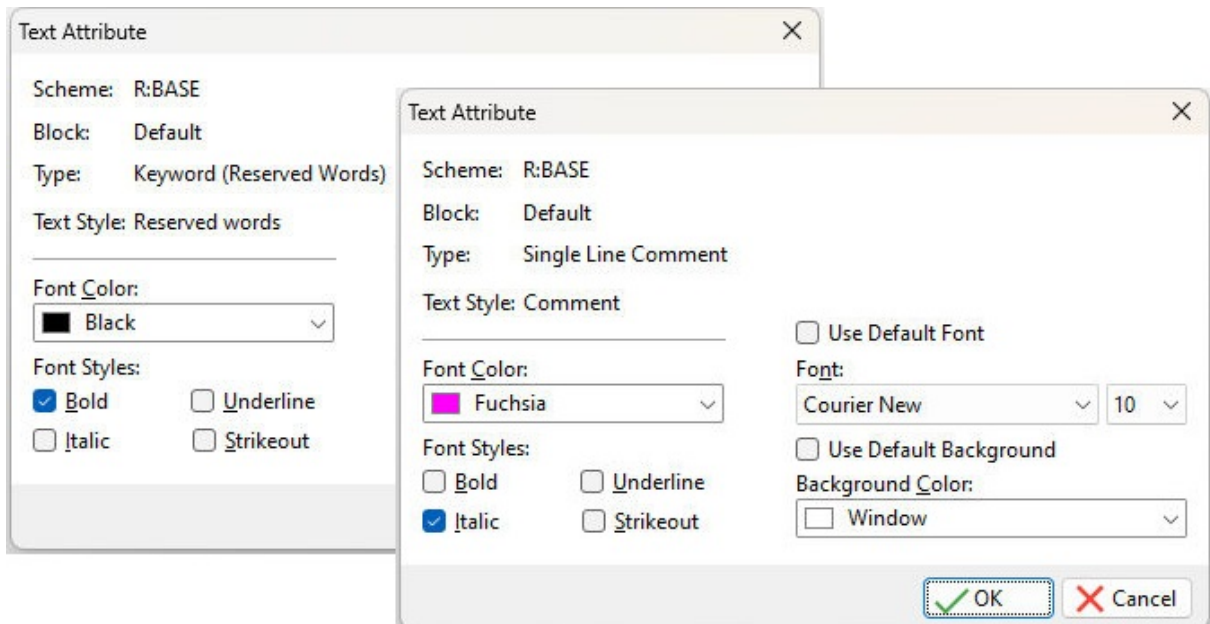 Text Attribute
Scheme: R:BASE
Block: Default
Type: Keyword (Reserved Words)
Text Style: Reserved words
Font Color:
Black
Font Styles:
Bold Underline
Italic Strikeout
Text Attribute
Scheme: R:BASE
Block: Default
Type: Single Line Comment
Text Style: Comment
Font Color:
Fuchsia
Font Styles:
Bold Underline
Italic Strikeout
Use Default Font
Font:
Courier New 10
Use Default Background
Background Color:
Window
OK Cancel